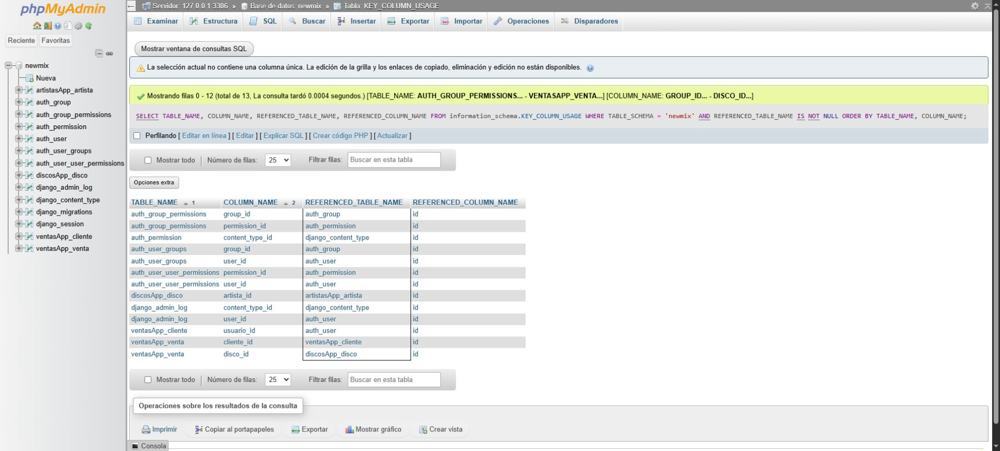 phpMyAdmin
Reciente
Favoritas
newmix
Nueva
artistasApp_artista
auth_group
auth_group_permissions
auth_permission
auth_user
auth_user_groups
auth_user_user_permissions
discosApp_disco
django_admin_log
django_content_type
django_migrations
django_session
ventasApp_cliente
ventasApp_venta
Servidor: 127.0.0.1:3306 » Base de datos: newmix » Tabla: KEY_COLUMN_USAGE
Examinar Estructura SQL Buscar Insertar Exportar Importar Operaciones Disparadores
Mostrar ventana de consultas SQL
La selección actual no contiene una columna única. La edición de la grilla y los enlaces de copiado, eliminación y edición no están disponibles.
Mostrando filas 0 - 12 (total de 13, La consulta tardó 0.0004 segundos.) [TABLE_NAME: AUTH_GROUP_PERMISSIONS... - VENTASAPP_VENTA...] [COLUMN_NAME: GROUP_ID... - DISCO_ID...]
SELECT TABLE_NAME, COLUMN_NAME, REFERENCED_TABLE_NAME, REFERENCED_COLUMN_NAME FROM information_schema.KEY_COLUMN_USAGE WHERE TABLE_SCHEMA = 'newmix' AND REFERENCED_TABLE_NAME IS NOT NULL ORDER BY TABLE_NAME, COLUMN_NAME;
Perfilando [ Editar en línea ] [ Editar ] [ Explicar SQL ] [ Crear código PHP ] [ Actualizar ]
Mostrar todo | Número de filas: 25 Filtrar filas: Buscar en esta tabla
Opciones extra
TABLE_NAME 1 COLUMN_NAME 2 REFERENCED_TABLE_NAME REFERENCED_COLUMN_NAME
auth_group_permissions group_id auth_group id
auth_group_permissions permission_id auth_permission id
auth_permission content_type_id django_content_type id
auth_user_groups group_id auth_group id
auth_user_groups user_id auth_user id
auth_user_user_permissions permission_id auth_permission id
auth_user_user_permissions user_id auth_user id
discosApp_disco artista_id artistasApp_artista id
django_admin_log content_type_id django_content_type id
django_admin_log user_id auth_user id
ventasApp_cliente usuario_id auth_user id
ventasApp_venta cliente_id ventasApp_cliente id
ventasApp_venta disco_id discosApp_disco id
Mostrar todo | Número de filas: 25 Filtrar filas: Buscar en esta tabla
Operaciones sobre los resultados de la consulta
Imprimir Copiar al portapapeles Exportar Mostrar gráfico Crear vista
Consola